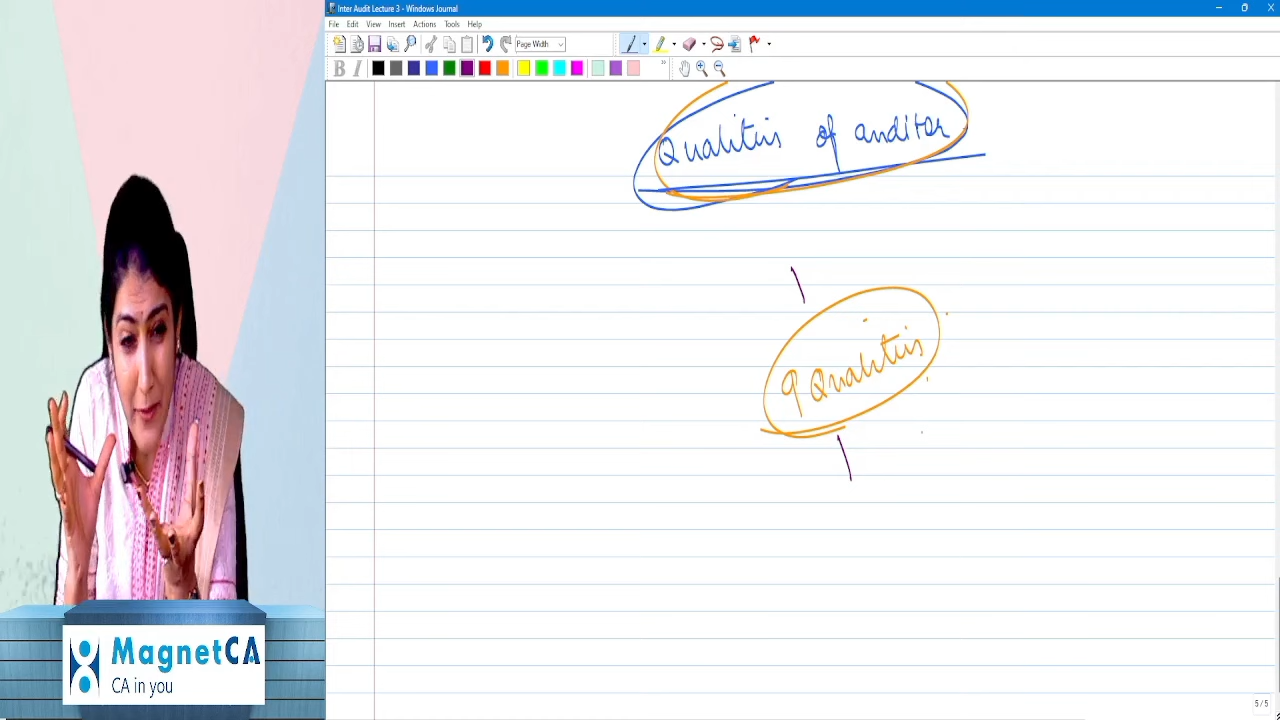 Inter Audit Lecture 3 - Windows Journal
File Edit View Insert Actions Tools Help
Page Width
B I
Qualities of auditor
9 Qualities
MagnetCA
CA in you
5 / 5